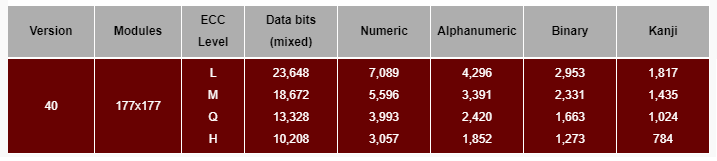 Version Modules ECC Level Data bits (mixed) Numeric Alphanumeric Binary Kanji
40 177x177 L 23,648 7,089 4,296 2,953 1,817
M 18,672 5,596 3,391 2,331 1,435
Q 13,328 3,993 2,420 1,663 1,024
H 10,208 3,057 1,852 1,273 784